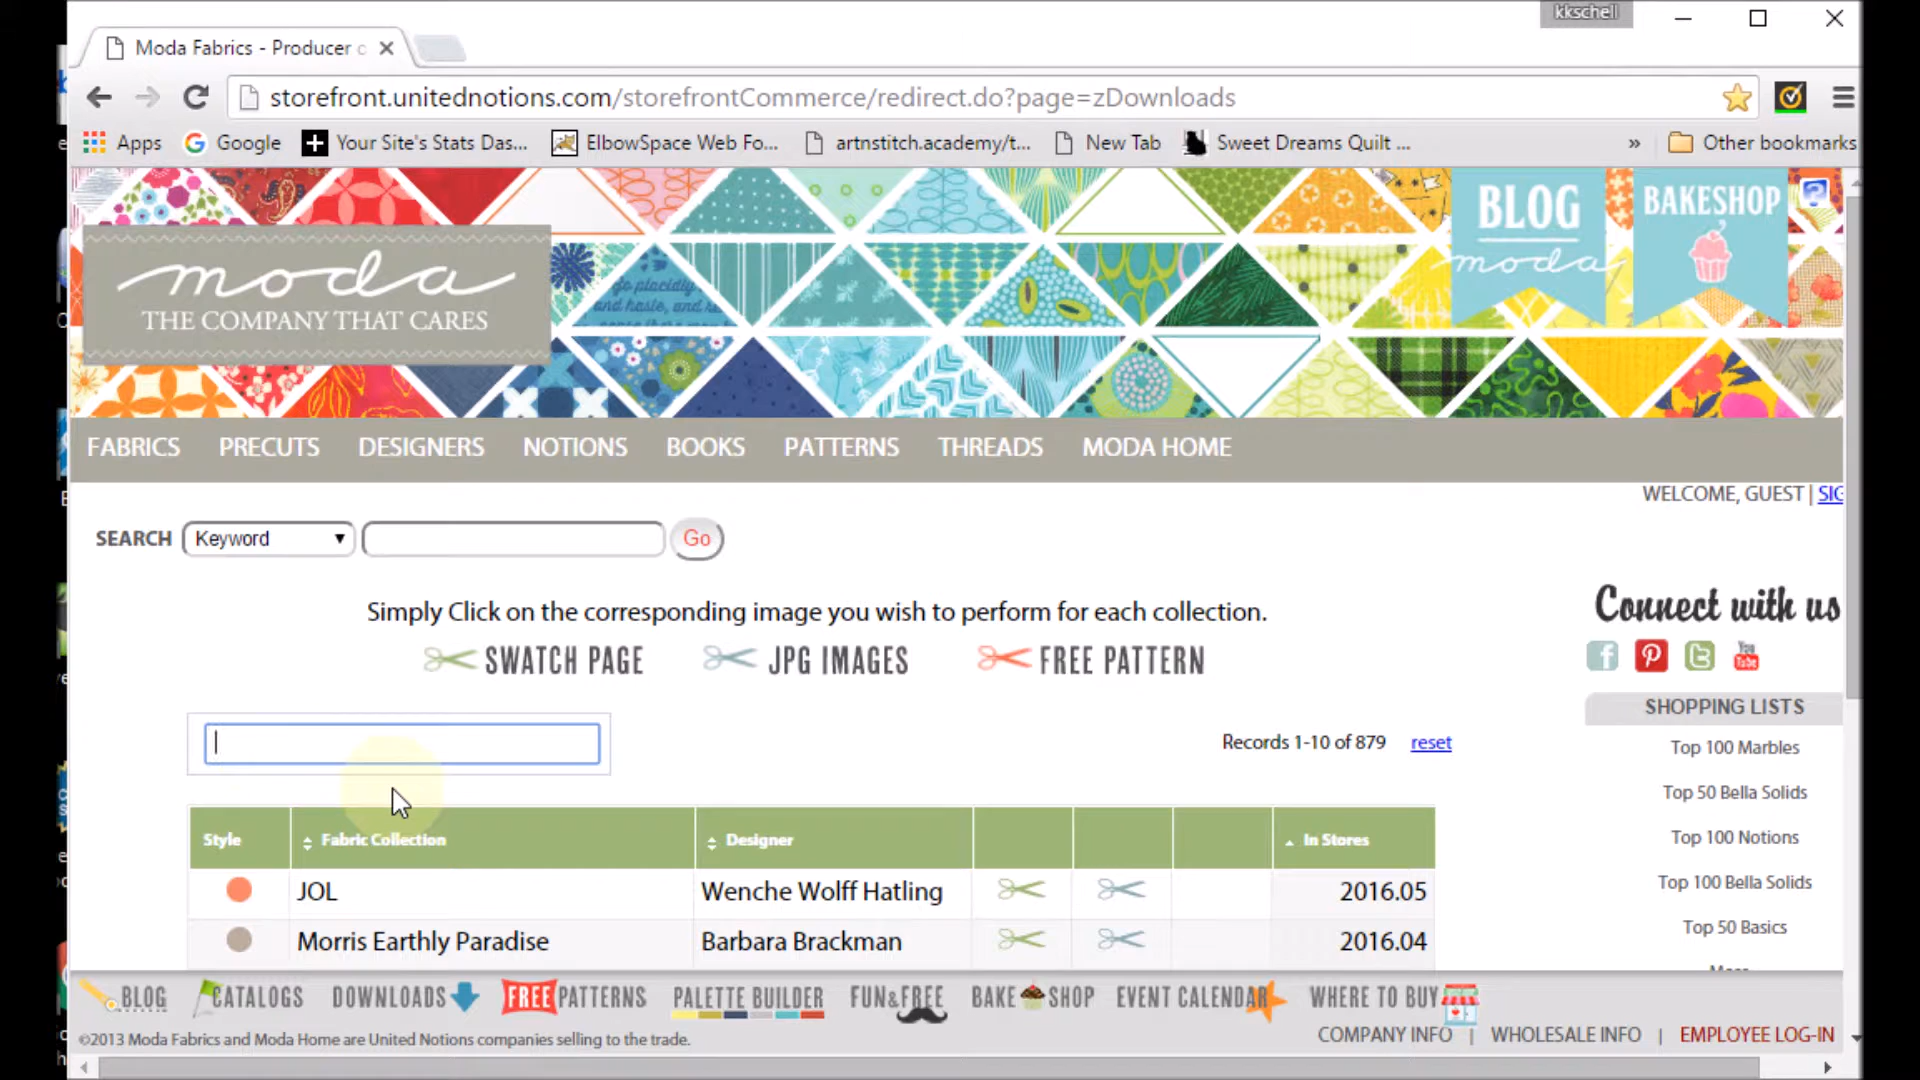 kkschell
Moda Fabrics - Producer
storefront.unitednotions.com/storefrontCommerce/redirect.do?page=zDownloads
Apps
Google
Your Site's Stats Das...
ElbowSpace Web Fo...
artnstitch.academy/t...
New Tab
Sweet Dreams Quilt ...
»
Other bookmarks
moda
THE COMPANY THAT CARES
BLOG
moda
BAKESHOP
FABRICS PRECUTS DESIGNERS NOTIONS BOOKS PATTERNS THREADS MODA HOME
WELCOME, GUEST | SIG
SEARCH Keyword Go
Simply Click on the corresponding image you wish to perform for each collection.
SWATCH PAGE JPG IMAGES FREE PATTERN
Connect with us
You Tube
Records 1-10 of 879 reset
SHOPPING LISTS
Top 100 Marbles
Top 50 Bella Solids
Top 100 Notions
Top 100 Bella Solids
Top 50 Basics
Style Fabric Collection Designer In Stores
JOL Wenche Wolff Hatling 2016.05
Morris Earthly Paradise Barbara Brackman 2016.04
BLOG CATALOGS DOWNLOADS FREE PATTERNS PALETTE BUILDER FUN&FREE BAKE SHOP EVENT CALENDAR WHERE TO BUY
©2013 Moda Fabrics and Moda Home are United Notions companies selling to the trade.
COMPANY INFO | WHOLESALE INFO | EMPLOYEE LOG-IN